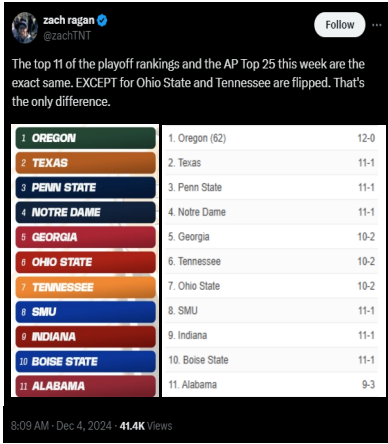 zach ragan
@zachTNT
Follow
The top 11 of the playoff rankings and the AP Top 25 this week are the
exact same. EXCEPT for Ohio State and Tennessee are flipped. That's
the only difference.
1 OREGON
2 TEXAS
3 PENN STATE
4 NOTRE DAME
5 GEORGIA
6 OHIO STATE
7 TENNESSEE
8 SMU
9 INDIANA
10 BOISE STATE
11 ALABAMA
1. Oregon (62) 12-0
2. Texas 11-1
3. Penn State 11-1
4. Notre Dame 11-1
5. Georgia 10-2
6. Tennessee 10-2
7. Ohio State 10-2
8. SMU 11-1
9. Indiana 11-1
10. Boise State 11-1
11. Alabama 9-3
8:09 AM · Dec 4, 2024 · 41.4K Views